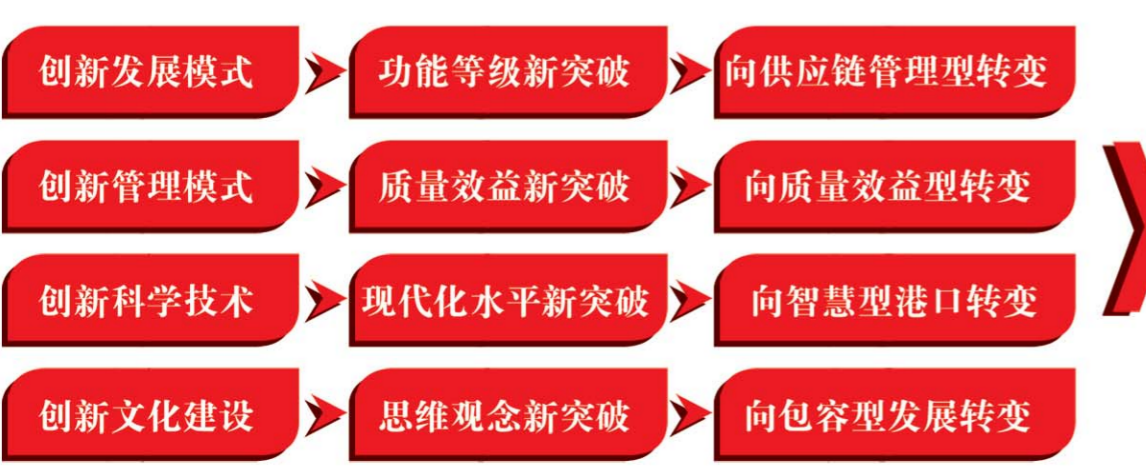 创新发展模式 功能等级新突破 向供应链管理型转变
创新管理模式 质量效益新突破 向质量效益型转变
创新科学技术 现代化水平新突破 向智慧型港口转变
创新文化建设 思维观念新突破 向包容型发展转变